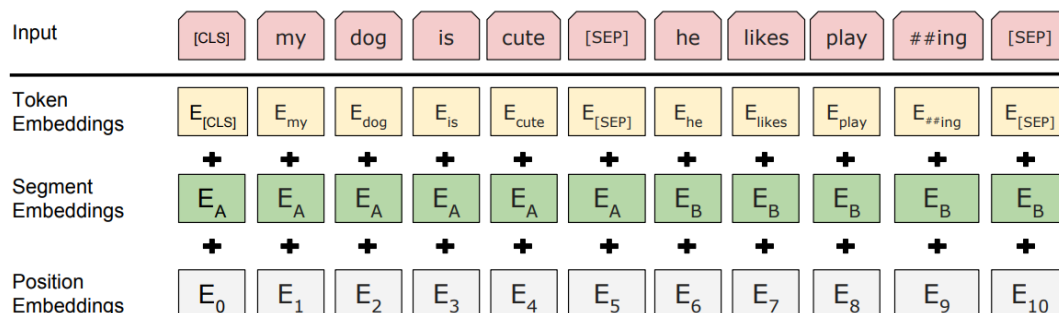 Input [CLS] my dog is cute [SEP] he likes play ##ing [SEP]
Token
Embeddings
E[CLS] Emy Edog Eis Ecute E[SEP] Ehe Elikes Eplay E##ing E[SEP]
+ + + + + + + + + + +
Segment
Embeddings
EA EA EA EA EA EA EB EB EB EB EB
+ + + + + + + + + + +
Position
Embeddings
E0 E1 E2 E3 E4 E5 E6 E7 E8 E9 E10